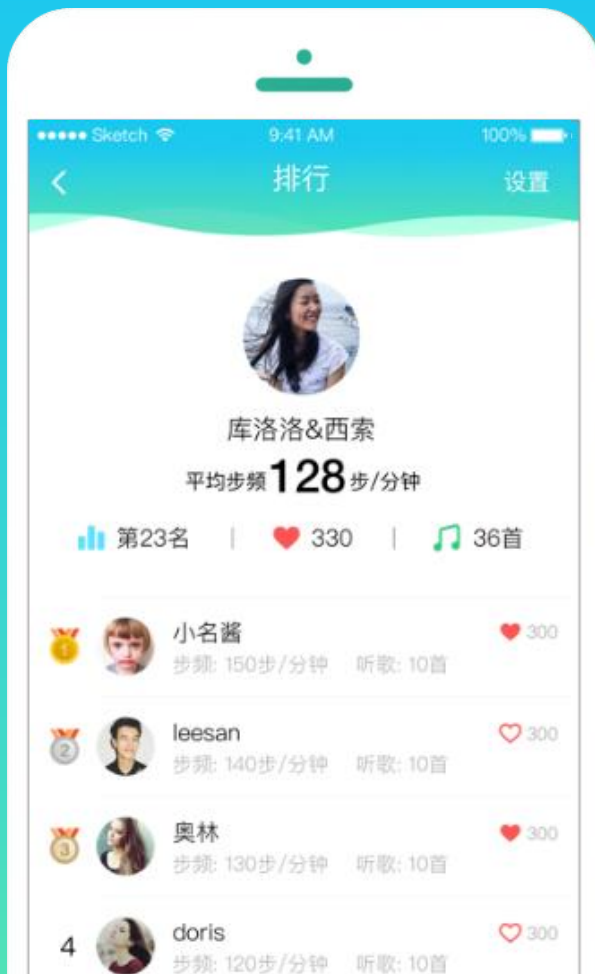 Sketch 9:41 AM 100%
排行 设置
库洛洛&西索
平均步频128步/分钟
第23名 | 330 | 36首
1 小名酱 300
步频: 150步/分钟 听歌: 10首
2 leesan 300
步频: 140步/分钟 听歌: 10首
3 奥林 300
步频: 130步/分钟 听歌: 10首
4 doris 300
步频: 120步/分钟 听歌: 10首